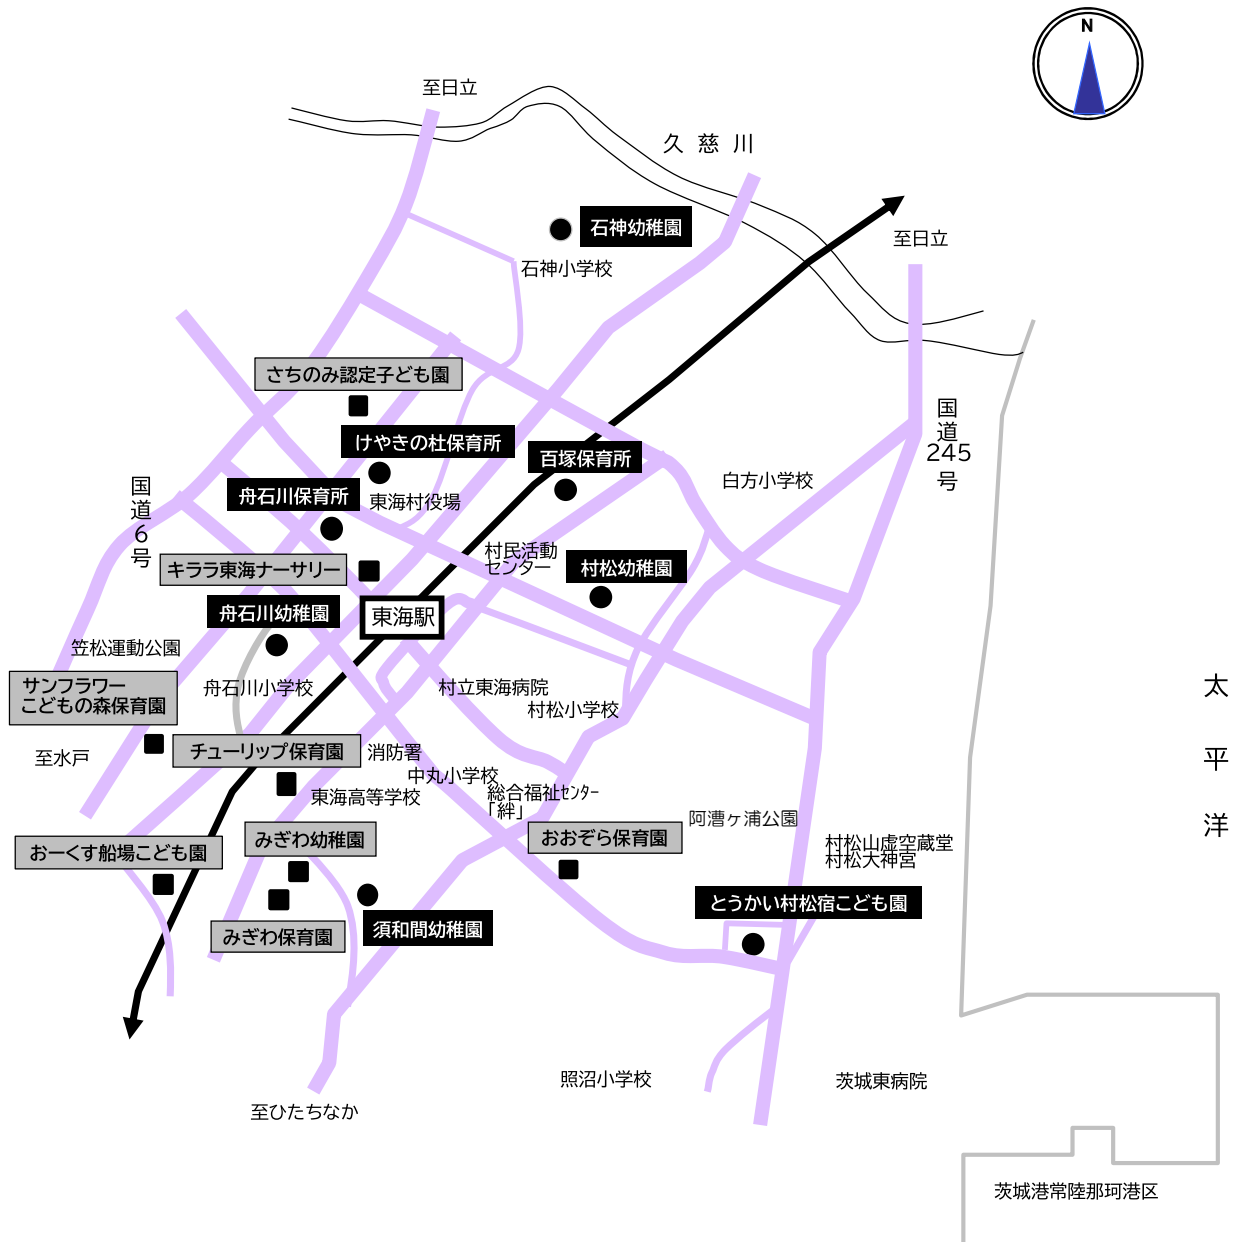 N
至日立
久慈川
石神幼稚園
至日立
石神小学校
さちのみ認定子ども園
国道245号
けやきの杜保育所
百塚保育所
白方小学校
国道6号
舟石川保育所
東海村役場
村民活動
センター
キララ東海ナーサリー
村松幼稚園
舟石川幼稚園
東海駅
笠松運動公園
サンフラワー
こどもの森保育園
舟石川小学校
村立東海病院
村松小学校
太平洋
至水戸
チューリップ保育園
消防署
中丸小学校
東海高等学校
総合福祉ｾﾝﾀｰ
「絆」
阿漕ヶ浦公園
おーくす船場こども園
みぎわ幼稚園
おおぞら保育園
村松山虚空蔵堂
村松大神宮
とうかい村松宿こども園
みぎわ保育園
須和間幼稚園
照沼小学校
茨城東病院
至ひたちなか
茨城港常陸那珂港区